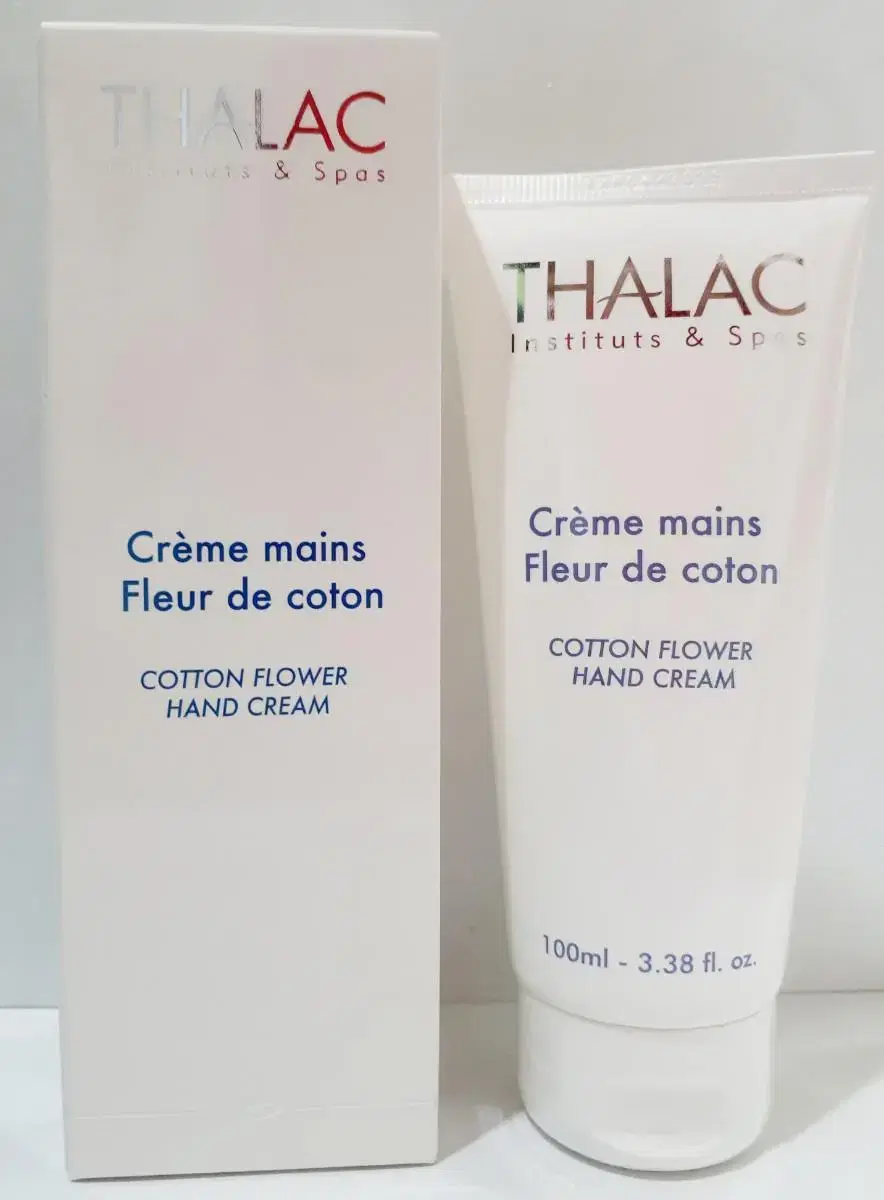 THALAC
Instituts & Spas
Crème mains
Fleur de coton
COTTON FLOWER
HAND CREAM
THALAC
Instituts & Spas
Crème mains
Fleur de coton
COTTON FLOWER
HAND CREAM
100ml - 3.38 fl. oz.